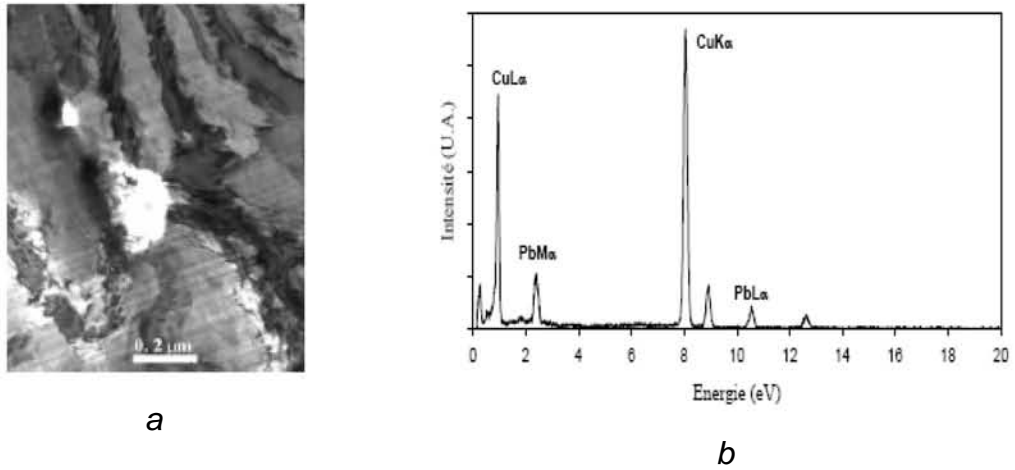 0.2 μm
a
CuLα
CuKα
PbMα
PbLα
Intensité (U.A.)
0 2 4 6 8 10 12 14 16 18 20
Energie (eV)
b